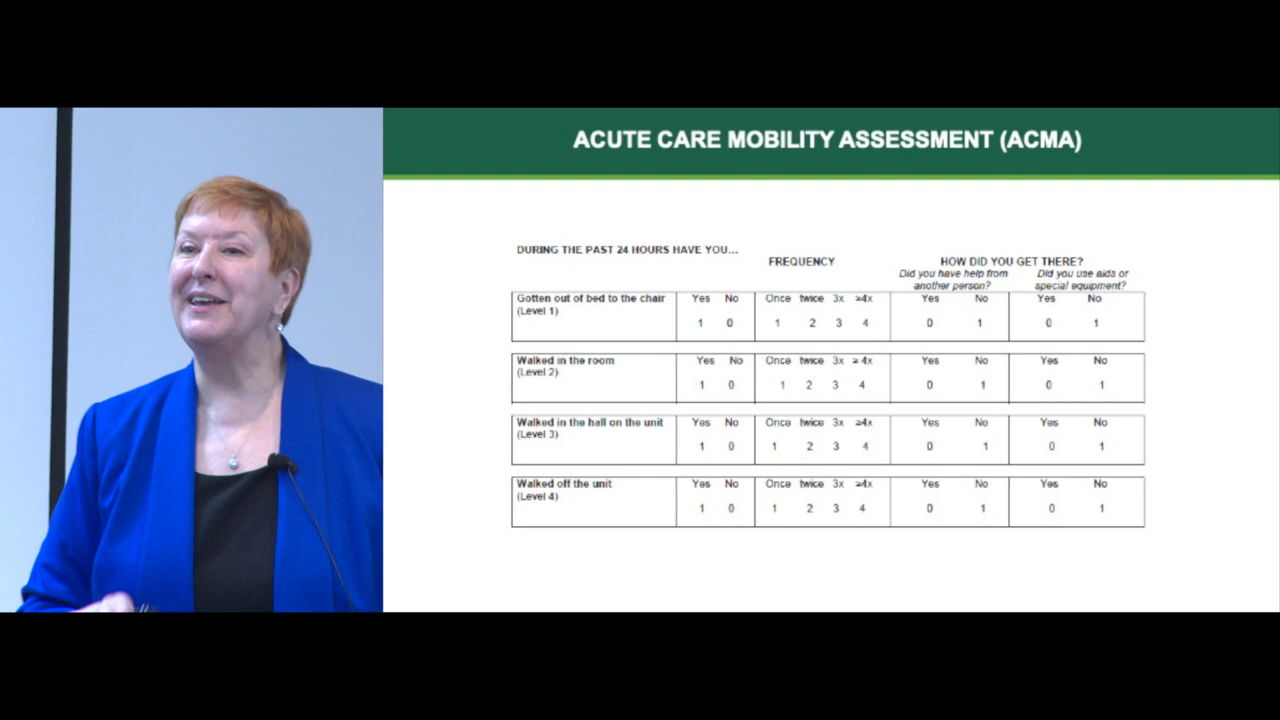 ACUTE CARE MOBILITY ASSESSMENT (ACMA)
DURING THE PAST 24 HOURS HAVE YOU...
FREQUENCY
HOW DID YOU GET THERE?
Did you have help from another person?
Did you use aids or special equipment?
Gotten out of bed to the chair Yes No Once twice 3x ≥4x Yes No Yes No
(Level 1)
1 0 1 2 3 4 0 1 0 1
Walked in the room Yes No Once twice 3x ≥ 4x Yes No Yes No
(Level 2)
1 0 1 2 3 4 0 1 0 1
Walked in the hall on the unit Yes No Once twice 3x ≥4x Yes No Yes No
(Level 3)
1 0 1 2 3 4 0 1 0 1
Walked off the unit Yes No Once twice 3x ≥4x Yes No Yes No
(Level 4)
1 0 1 2 3 4 0 1 0 1